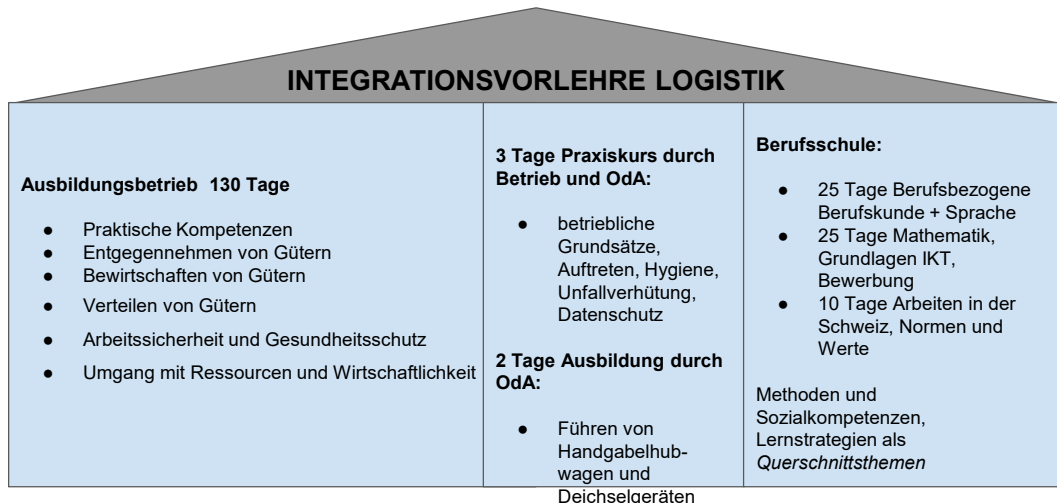 INTEGRATIONSVORLEHRE LOGISTIK
Ausbildungsbetrieb 130 Tage
● Praktische Kompetenzen
● Entgegennehmen von Gütern
● Bewirtschaften von Gütern
● Verteilen von Gütern
● Arbeitssicherheit und Gesundheitsschutz
● Umgang mit Ressourcen und Wirtschaftlichkeit
3 Tage Praxiskurs durch
Betrieb und OdA:
● betriebliche
Grundsätze,
Auftreten, Hygiene,
Unfallverhütung,
Datenschutz
2 Tage Ausbildung durch
OdA:
● Führen von
Handgabelhub-
wagen und
Deichselgeräten
Berufsschule:
● 25 Tage Berufsbezogene
Berufskunde + Sprache
● 25 Tage Mathematik,
Grundlagen IKT,
Bewerbung
● 10 Tage Arbeiten in der
Schweiz, Normen und
Werte
Methoden und
Sozialkompetenzen,
Lernstrategien als
Querschnittsthemen